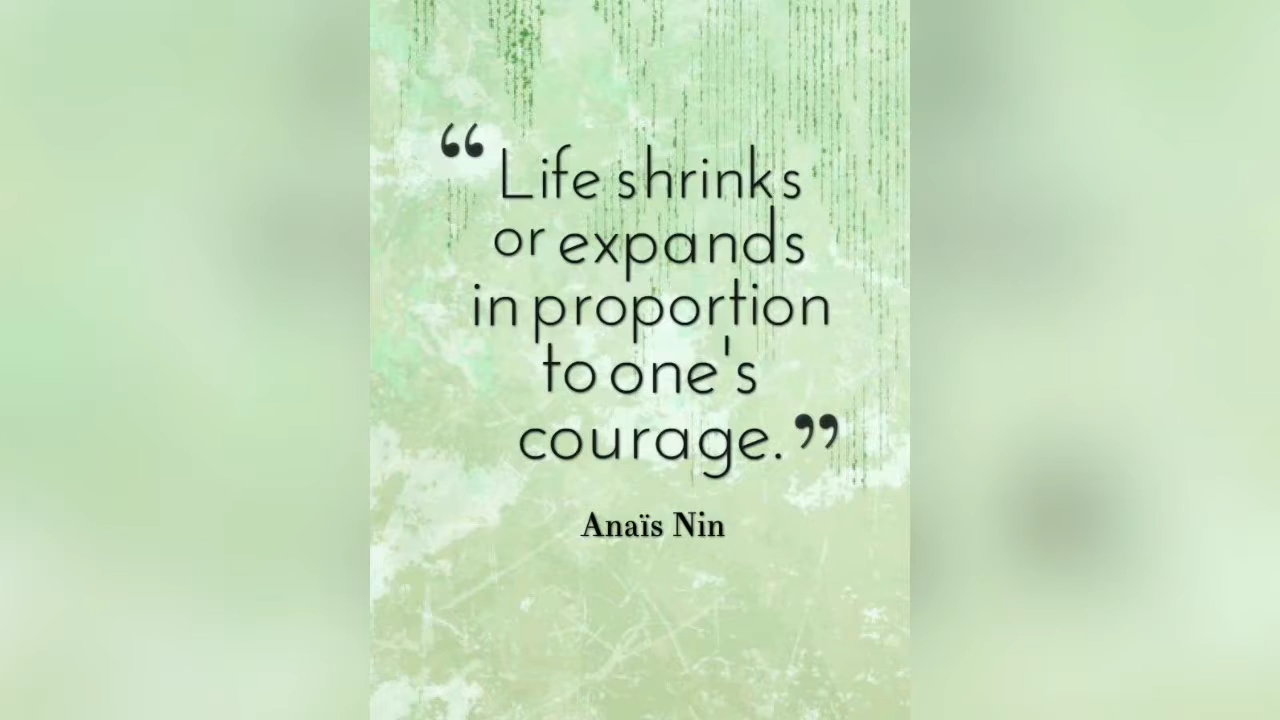 “Life shrinks
or expands
in proportion
to one's
courage.”
Anaïs Nin